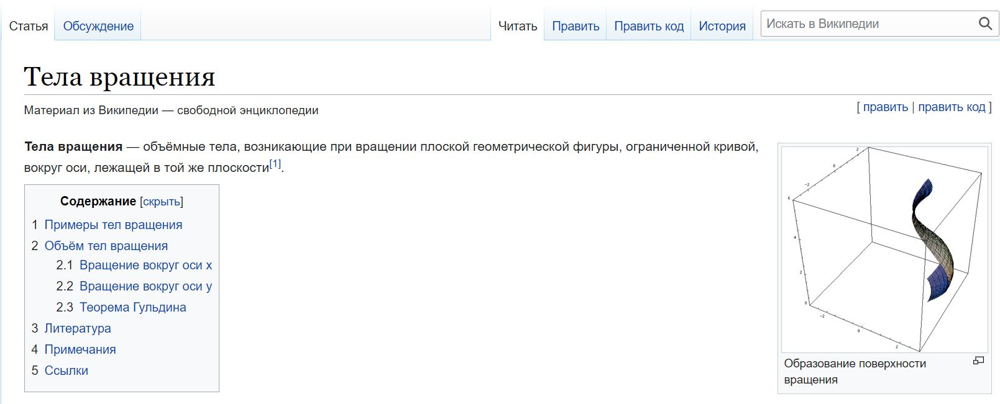 Статья Обсуждение Читать Править Править код История Искать в Википедии
Тела вращения
Материал из Википедии — свободной энциклопедии
[ править | править код ]
Тела вращения — объёмные тела, возникающие при вращении плоской геометрической фигуры, ограниченной кривой,
вокруг оси, лежащей в той же плоскости[1].
Содержание [скрыть]
1 Примеры тел вращения
2 Объём тел вращения
2.1 Вращение вокруг оси x
2.2 Вращение вокруг оси y
2.3 Теорема Гульдина
3 Литература
4 Примечания
5 Ссылки
2
0
-2
6
4
2
0
-2
0
2
Образование поверхности
вращения